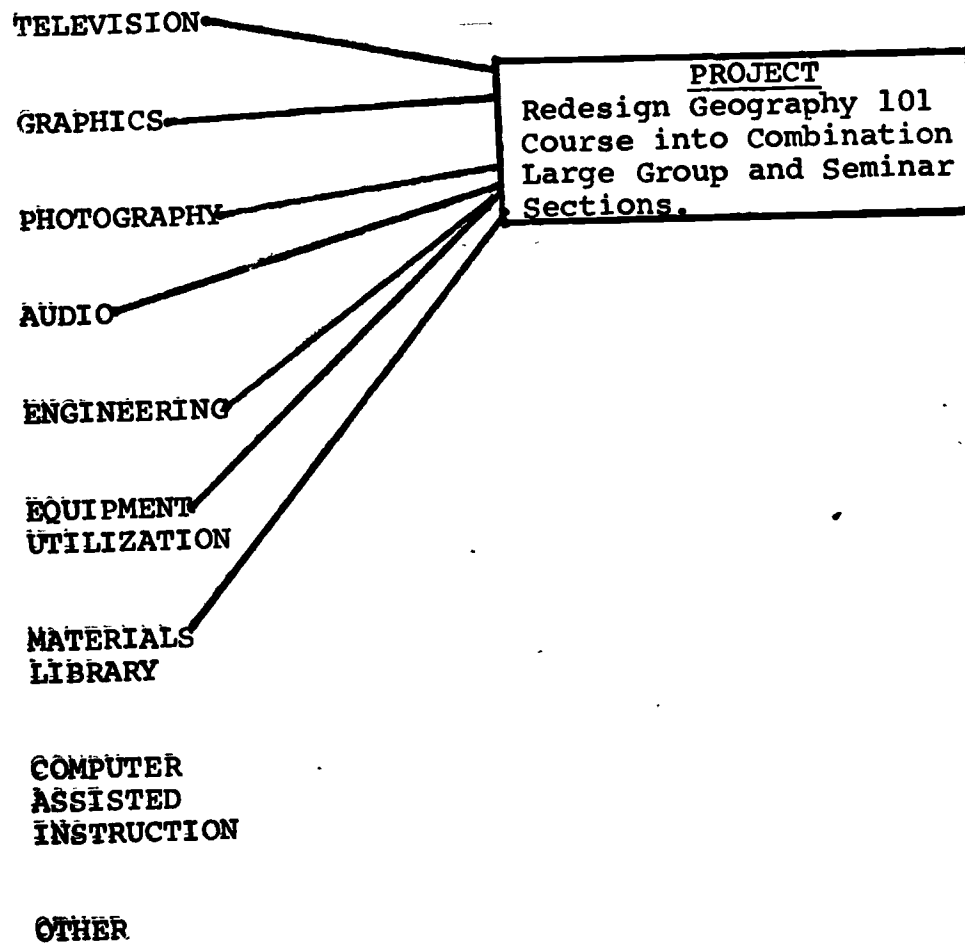 TELEVISION
PROJECT
Redesign Geography 101
Course into Combination
Large Group and Seminar
Sections.
GRAPHICS
PHOTOGRAPHY
AUDIO
ENGINEERING
EQUIPMENT
UTILIZATION
MATERIALS
LIBRARY
COMPUTER
ASSISTED
INSTRUCTION
OTHER